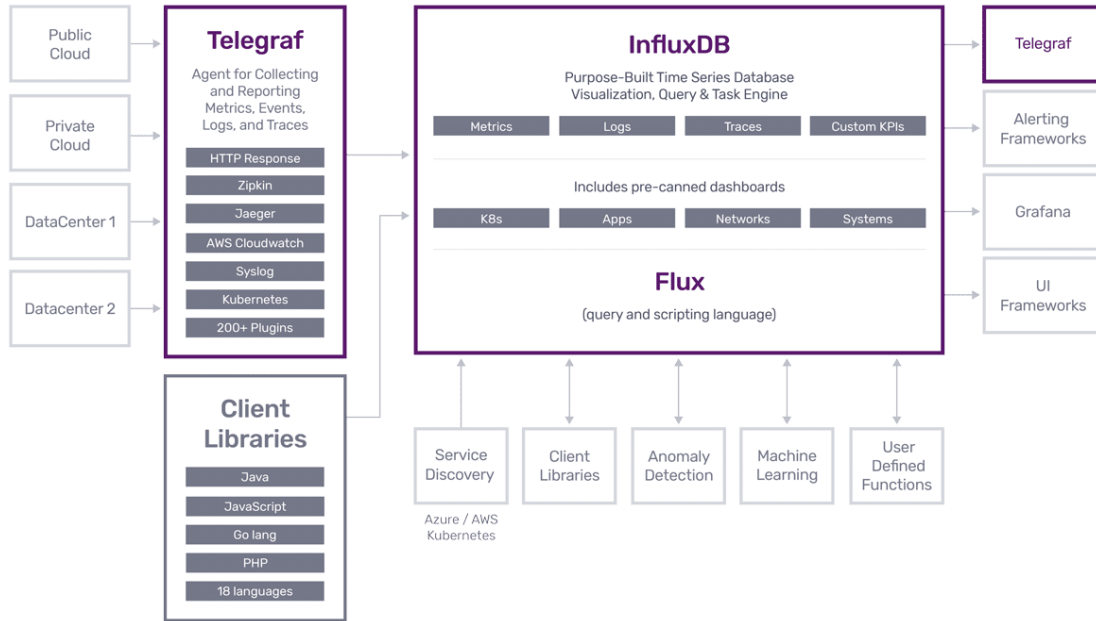 Public
Cloud
Private
Cloud
DataCenter 1
Datacenter 2
Telegraf
Agent for Collecting
and Reporting
Metrics, Events,
Logs, and Traces
HTTP Response
Zipkin
Jaeger
AWS Cloudwatch
Syslog
Kubernetes
200+ Plugins
Client
Libraries
Java
JavaScript
Go lang
PHP
18 languages
InfluxDB
Purpose-Built Time Series Database
Visualization, Query & Task Engine
Metrics
Logs
Traces
Custom KPIs
Includes pre-canned dashboards
K8s
Apps
Networks
Systems
Flux
(query and scripting language)
Service
Discovery
Azure / AWS
Kubernetes
Client
Libraries
Anomaly
Detection
Machine
Learning
User
Defined
Functions
Telegraf
Alerting
Frameworks
Grafana
UI
Frameworks